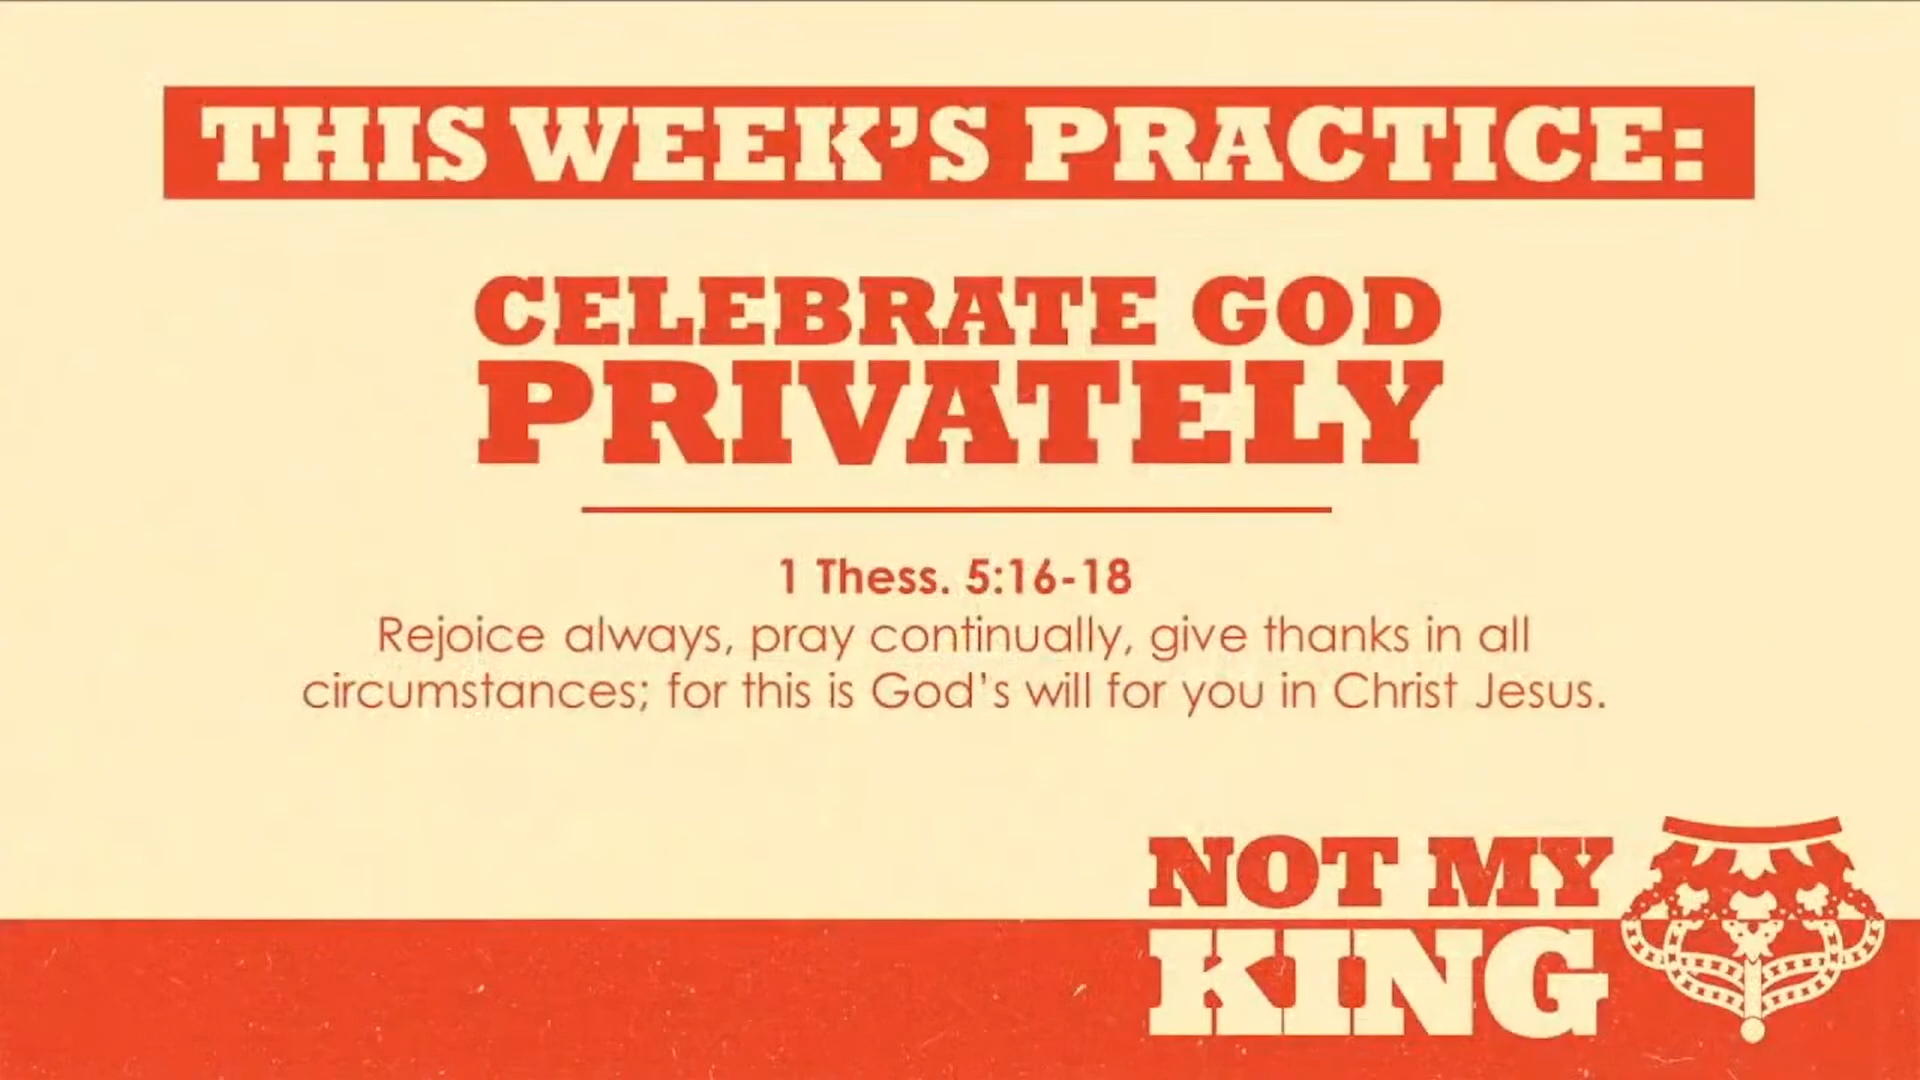 THIS WEEK’S PRACTICE:
CELEBRATE GOD
PRIVATELY
1 Thess. 5:16-18
Rejoice always, pray continually, give thanks in all
circumstances; for this is God’s will for you in Christ Jesus.
NOT MY
KING